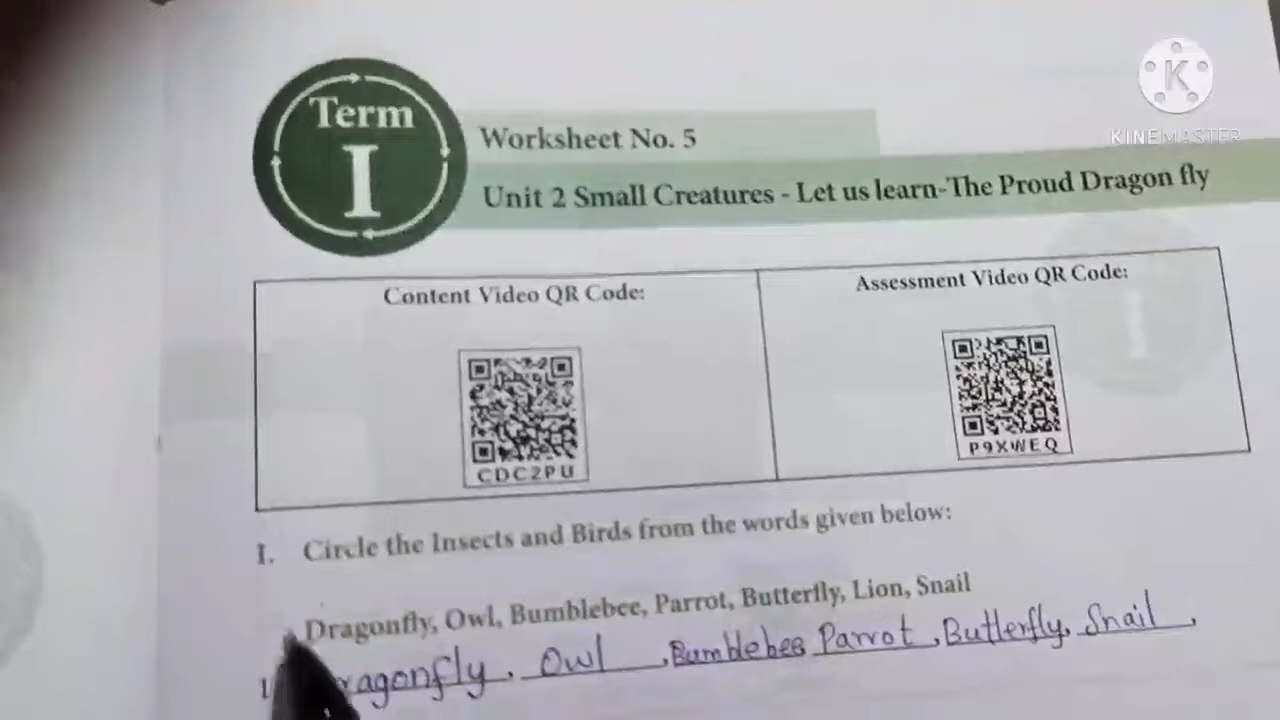 KINEMASTER
Term
I
Worksheet No. 5
Unit 2 Small Creatures - Let us learn-The Proud Dragon fly
Content Video QR Code:
Assessment Video QR Code:
CDC2PU
P9XWEQ
I. Circle the Insects and Birds from the words given below:
Dragonfly, Owl, Bumblebee, Parrot, Butterfly, Lion, Snail
ragonfly, Owl, Bumblebee Parrot, Butterfly, Snail,